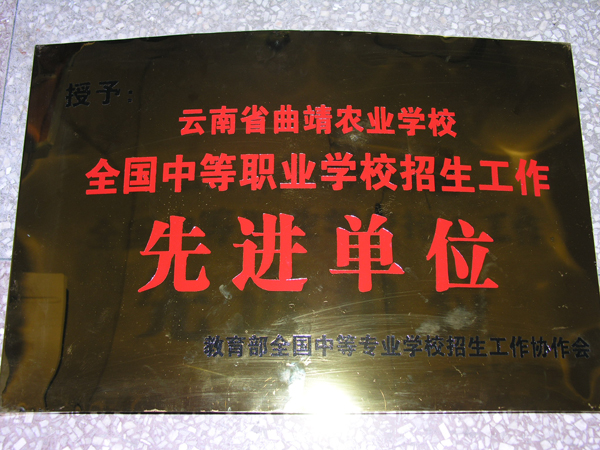 授予：
云南省曲靖农业学校
全国中等职业学校招生工作
先进单位
教育部全国中等专业学校招生工作协作会